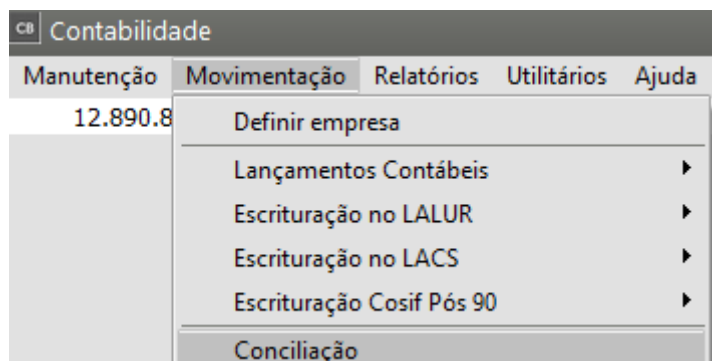 CB Contabilidade
Manutenção Movimentação Relatórios Utilitários Ajuda
12.890.8
Definir empresa
Lançamentos Contábeis
Escrituração no LALUR
Escrituração no LACS
Escrituração Cosif Pós 90
Conciliação